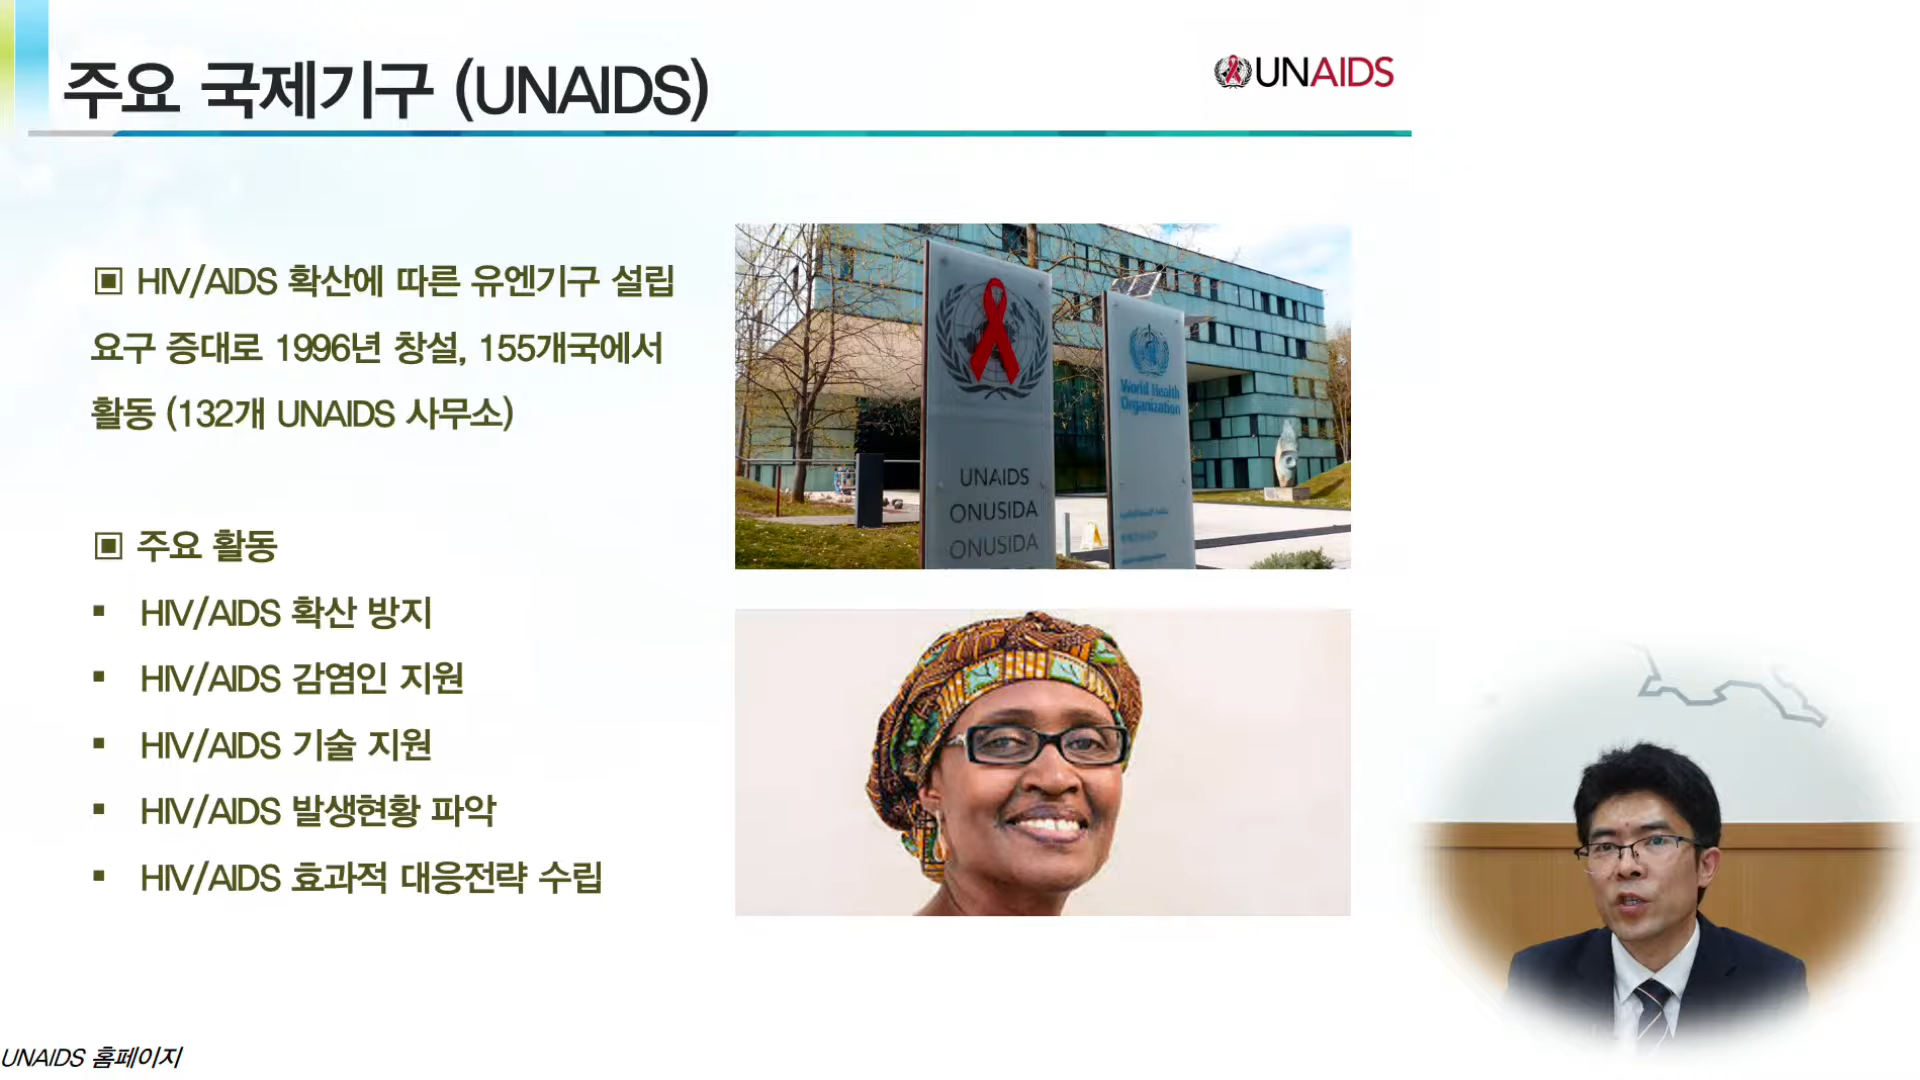 주요 국제기구 (UNAIDS)
UNAIDS
▣ HIV/AIDS 확산에 따른 유엔기구 설립
요구 증대로 1996년 창설, 155개국에서
활동 (132개 UNAIDS 사무소)
▣ 주요 활동
▪ HIV/AIDS 확산 방지
▪ HIV/AIDS 감염인 지원
▪ HIV/AIDS 기술 지원
▪ HIV/AIDS 발생현황 파악
▪ HIV/AIDS 효과적 대응전략 수립
UNAIDS
ONUSIDA
ONUSIDA
World Health
Organization
UNAIDS 홈페이지